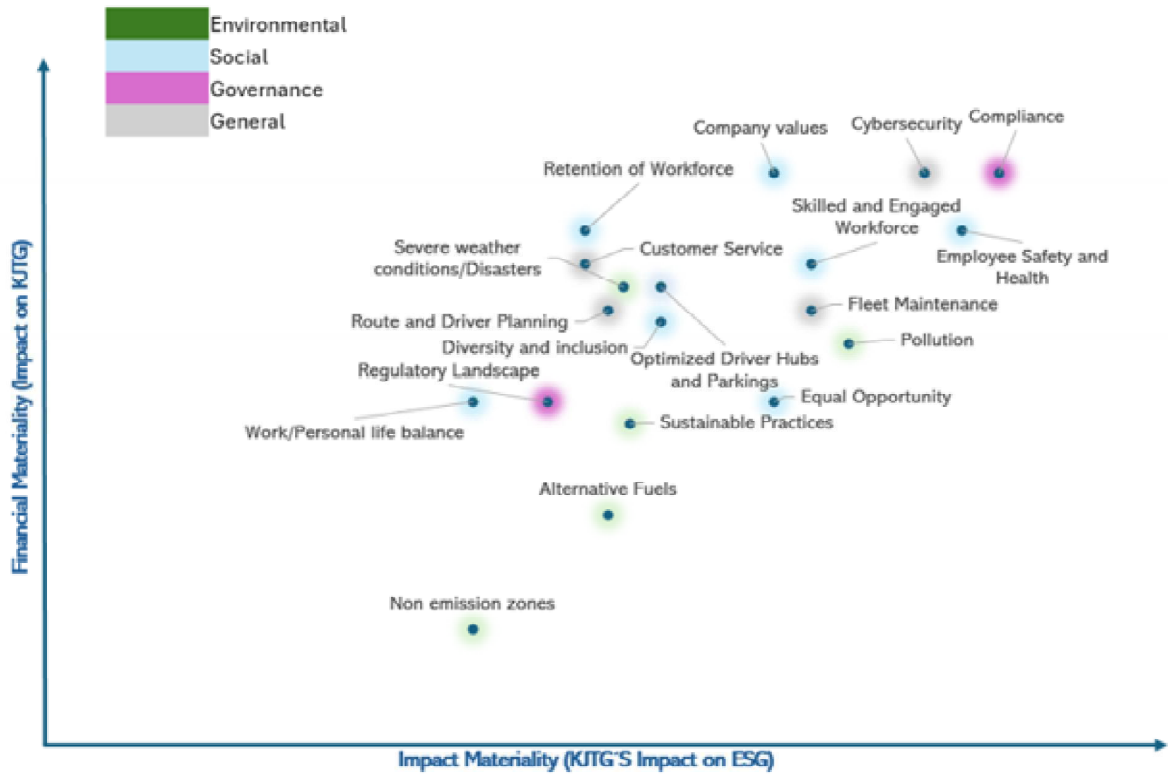 Environmental
Social
Governance
General
Financial Materiality (Impact on KJTG)
Company values
Cybersecurity
Compliance
Retention of Workforce
Skilled and Engaged
Workforce
Severe weather
conditions/Disasters
Customer Service
Employee Safety and
Health
Route and Driver Planning
Fleet Maintenance
Diversity and inclusion
Optimized Driver Hubs
and Parkings
Pollution
Regulatory Landscape
Equal Opportunity
Work/Personal life balance
Sustainable Practices
Alternative Fuels
Non emission zones
Impact Materiality (KJTG´S Impact on ESG)